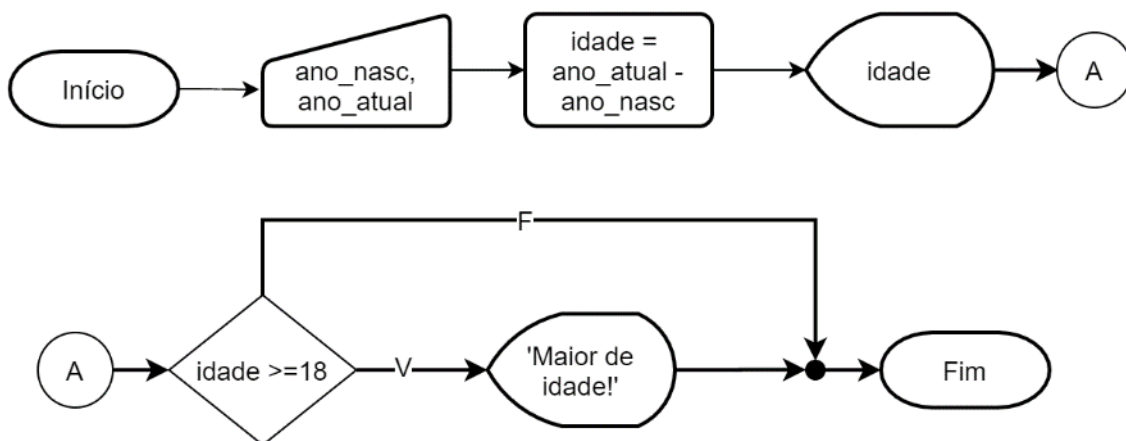 Início
ano_nasc,
ano_atual
idade =
ano_atual -
ano_nasc
idade
A
F
A
idade >=18
V
'Maior de
idade!'
Fim